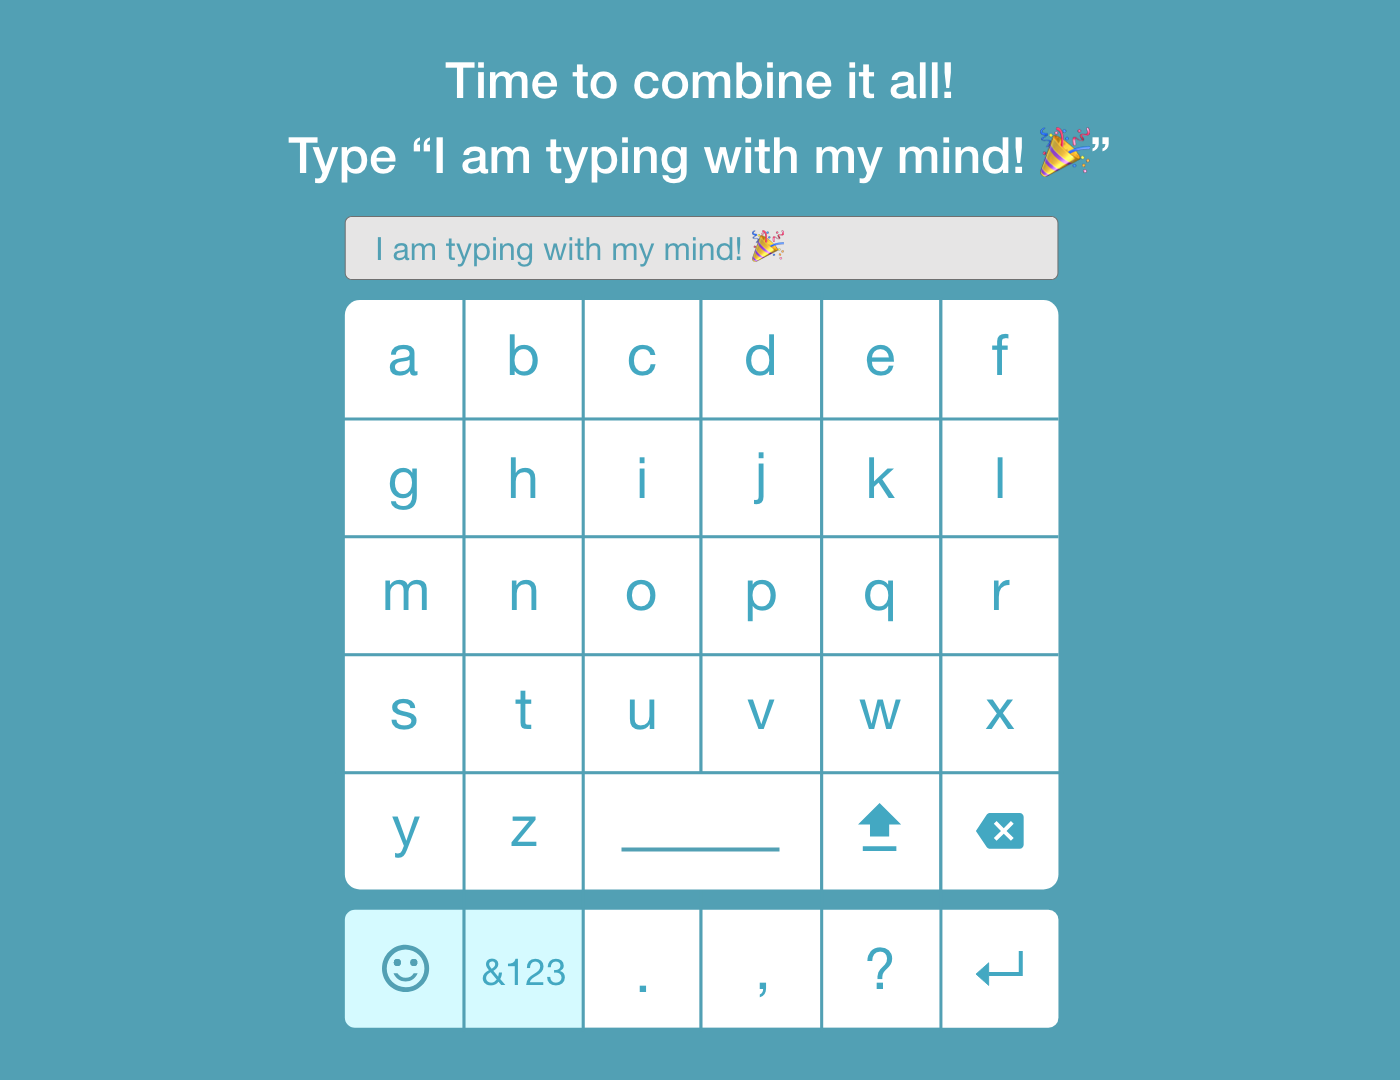 Time to combine it all!
Type “I am typing with my mind! 🎉”
I am typing with my mind! 🎉
a b c d e f
g h i j k l
m n o p q r
s t u v w x
y z
&123 . , ?